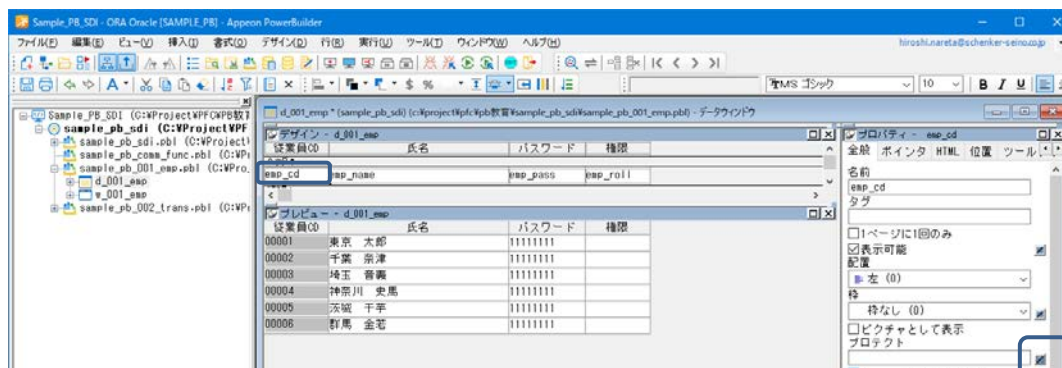 Sample_PB_SDI - ORA Oracle [SAMPLE_PB] - Appeon PowerBuilder
ファイル(F) 編集(E) ビュー(V) 挿入(I) 書式(O) デザイン(D) 行(R) 実行(U) ツール(T) ウィンドウ(W) ヘルプ(H) hiroshi.nareta@schenker-seino.co.jp
MS ゴシック 10 B I U
Sample_PB_SDI (C:¥Project¥PFC¥PB教
sample_pb_sdi (C:¥Project¥PF
sample_pb_sdi.pbl (C:¥Project¥
sample_pb_comm_func.pbl (C:¥P
sample_pb_001_emp.pbl (C:¥Pro
d_001_emp
w_001_emp
sample_pb_002_trans.pbl (C:¥P
d_001_emp * (sample_pb_sdi) (c:¥project¥pfc¥pb教育¥sample_pb_sdi¥sample_pb_001_emp.pbl) - データウィンドウ
デザイン - d_001_emp
従業員CD 氏名 パスワード 権限
emp_cd emp_name emp_pass emp_roll
プレビュー - d_001_emp
従業員CD 氏名 パスワード 権限
00001 東京 太郎 11111111
00002 千葉 奈津 11111111
00003 埼玉 音義 11111111
00004 神奈川 史馬 11111111
00005 茨城 干芋 11111111
00006 群馬 金若 11111111
プロパティ - emp_cd
全般 ポインタ HTML 位置 ツール
名前
emp_cd
タグ
1ページに1回のみ
表示可能
配置
左 (0)
枠
枠なし (0)
ピクチャとして表示
プロテクト